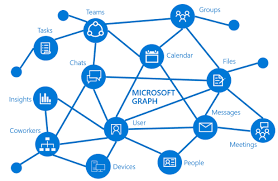 Groups
Teams
Tasks
Calendar
Files
Chats
Insights
MICROSOFT
GRAPH
Messages
User
Coworkers
Meetings
Devices
People